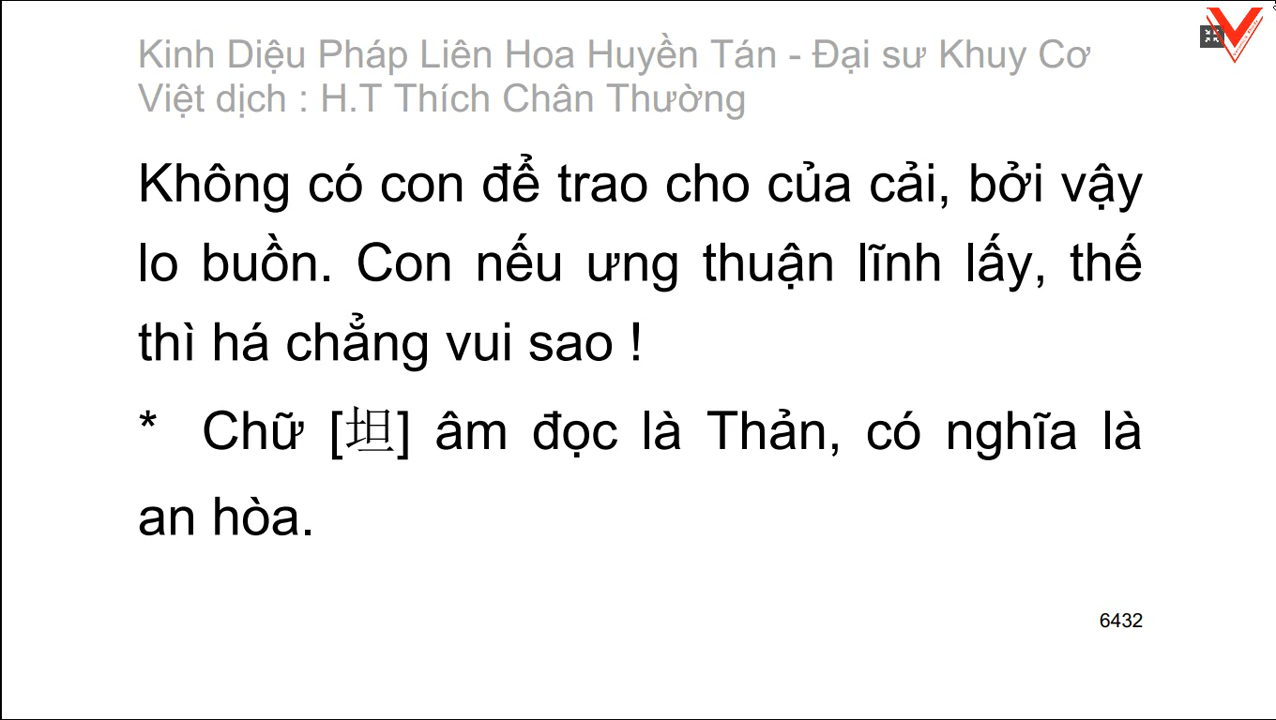 Kinh Diệu Pháp Liên Hoa Huyền Tán - Đại sư Khuy Cơ
Việt dịch : H.T Thích Chân Thường
Không có con để trao cho của cải, bởi vậy
lo buồn. Con nếu ưng thuận lĩnh lấy, thế
thì há chẳng vui sao !
* Chữ [坦] âm đọc là Thản, có nghĩa là
an hòa.
6432